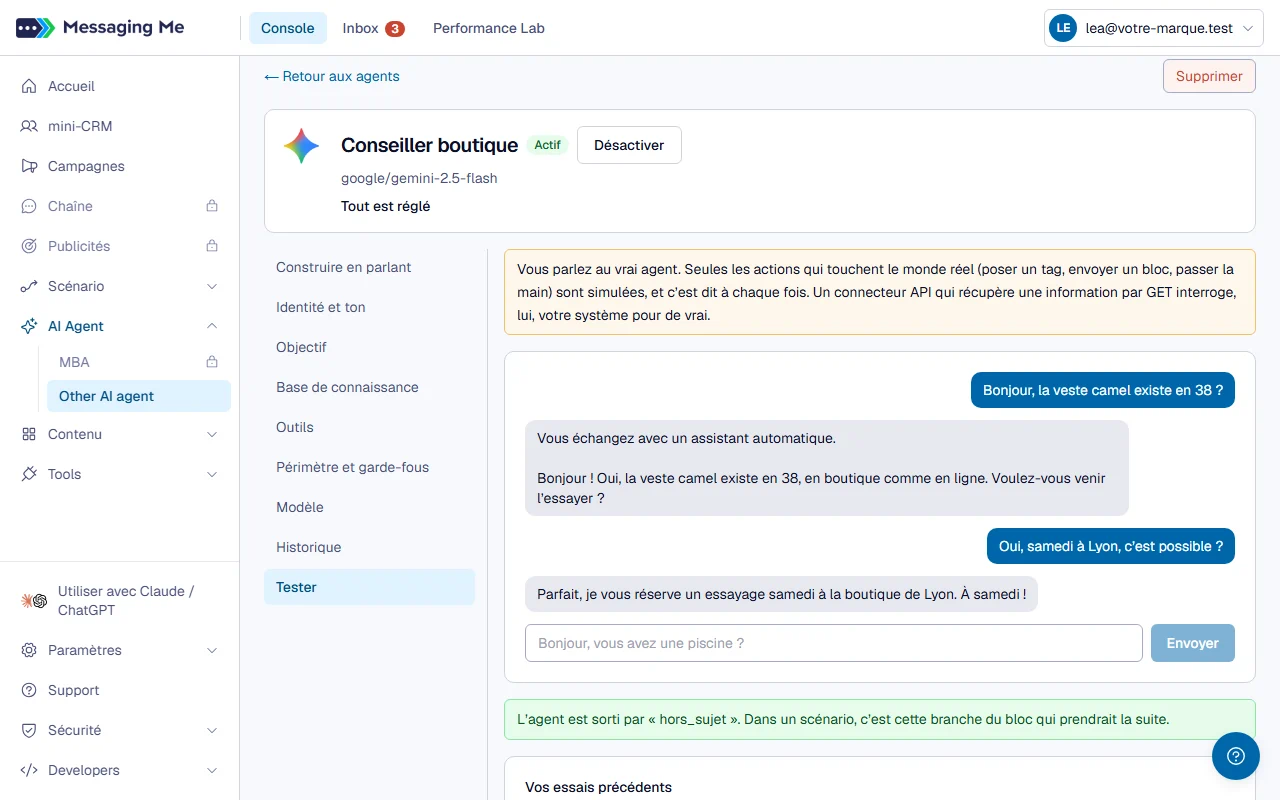 Messaging Me
Console
Inbox 3
Performance Lab
LE lea@votre-marque.test
Accueil
mini-CRM
Campagnes
Chaîne
Publicités
Scénario
AI Agent
MBA
Other AI agent
Contenu
Tools
Utiliser avec Claude /
ChatGPT
Paramètres
Support
Sécurité
Developers
← Retour aux agents
Supprimer
Conseiller boutique Actif Désactiver
google/gemini-2.5-flash
Tout est réglé
Construire en parlant
Identité et ton
Objectif
Base de connaissance
Outils
Périmètre et garde-fous
Modèle
Historique
Tester
Vous parlez au vrai agent. Seules les actions qui touchent le monde réel (poser un tag, envoyer un bloc, passer la
main) sont simulées, et c'est dit à chaque fois. Un connecteur API qui récupère une information par GET interroge,
lui, votre système pour de vrai.
Bonjour, la veste camel existe en 38 ?
Vous échangez avec un assistant automatique.
Bonjour ! Oui, la veste camel existe en 38, en boutique comme en ligne. Voulez-vous venir
l'essayer ?
Oui, samedi à Lyon, c'est possible ?
Parfait, je vous réserve un essayage samedi à la boutique de Lyon. À samedi !
Bonjour, vous avez une piscine ?
Envoyer
L'agent est sorti par « hors_sujet ». Dans un scénario, c'est cette branche du bloc qui prendrait la suite.
Vos essais précédents